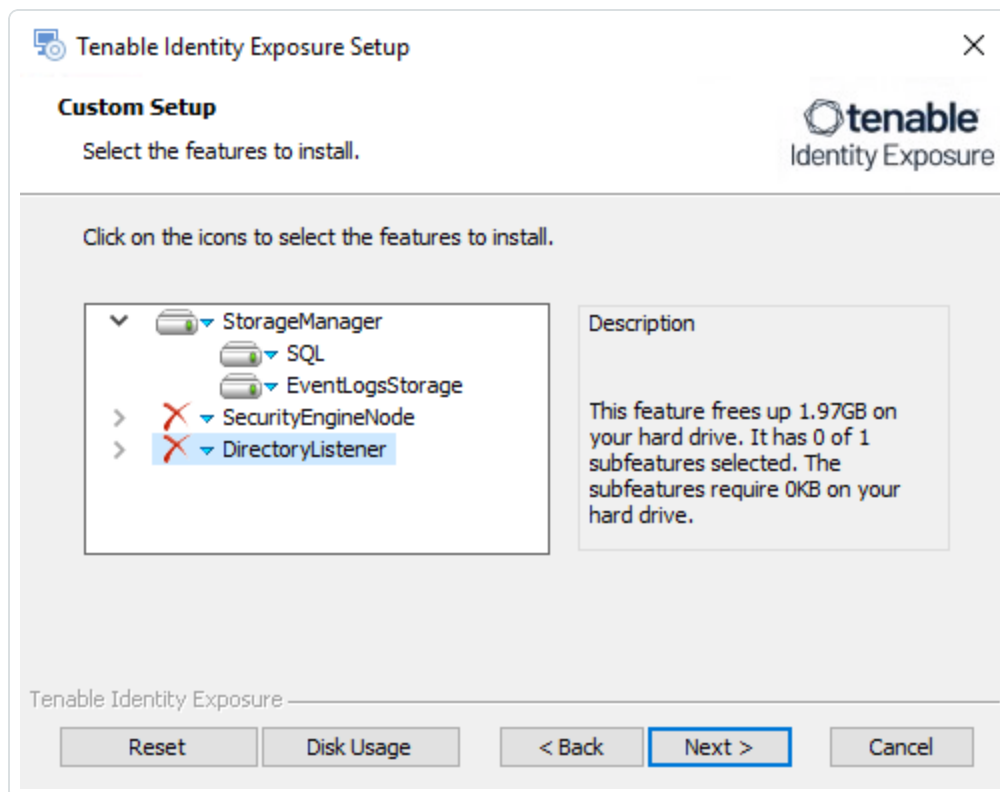 Tenable Identity Exposure Setup
Custom Setup
Select the features to install.
tenable
Identity Exposure
Click on the icons to select the features to install.
StorageManager
SQL
EventLogsStorage
SecurityEngineNode
DirectoryListener
Description
This feature frees up 1.97GB on
your hard drive. It has 0 of 1
subfeatures selected. The
subfeatures require 0KB on your
hard drive.
Tenable Identity Exposure
Reset
Disk Usage
< Back
Next >
Cancel